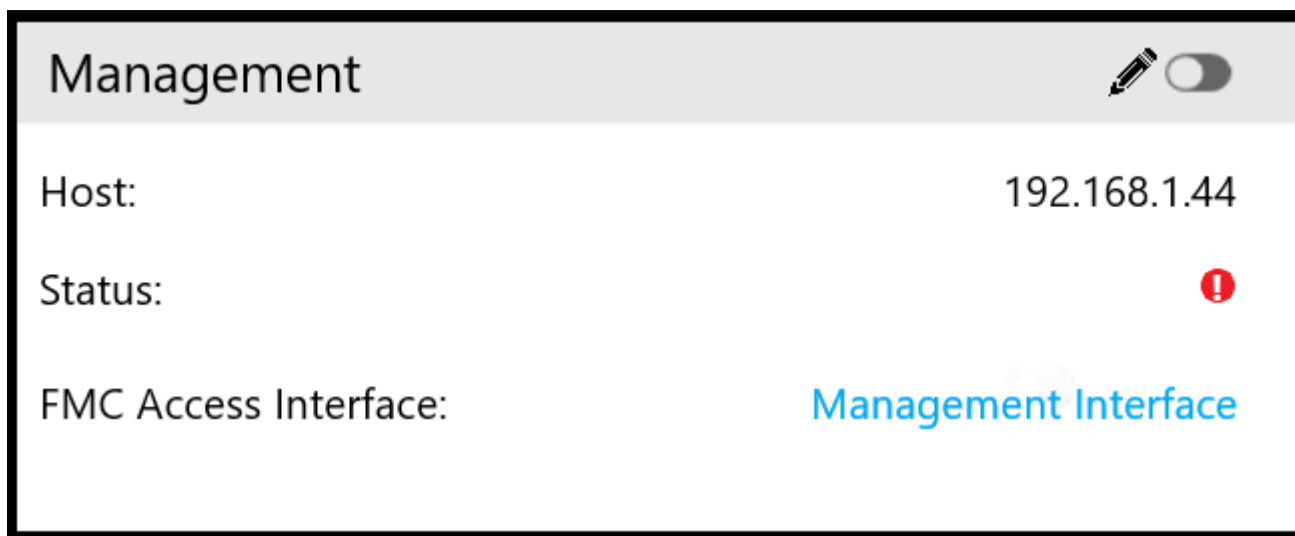 Management
Host: 192.168.1.44
Status:
FMC Access Interface: Management Interface